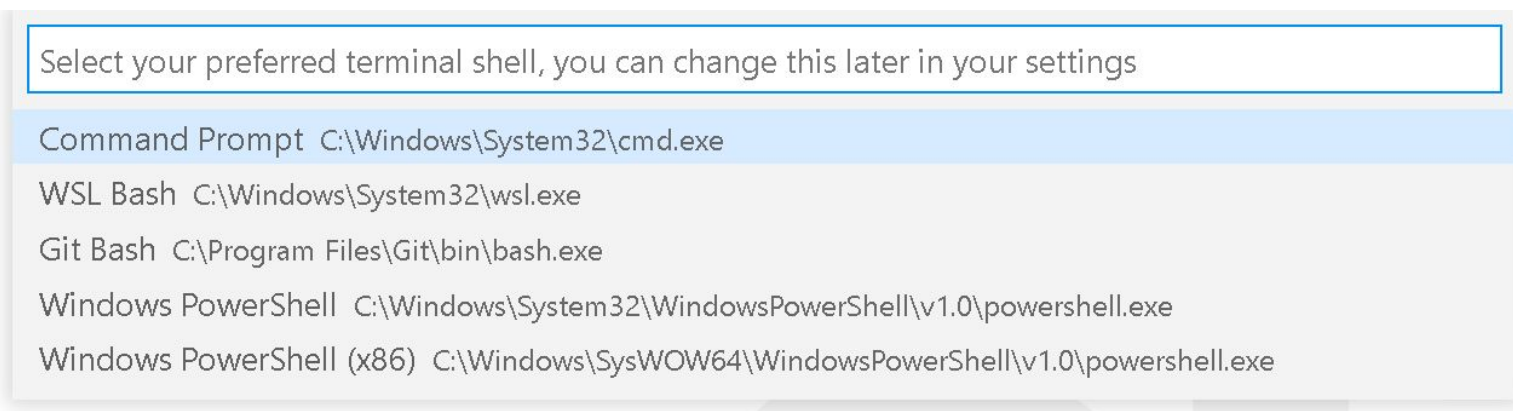 Select your preferred terminal shell, you can change this later in your settings
Command Prompt C:\Windows\System32\cmd.exe
WSL Bash C:\Windows\System32\wsl.exe
Git Bash C:\Program Files\Git\bin\bash.exe
Windows PowerShell C:\Windows\System32\WindowsPowerShell\v1.0\powershell.exe
Windows PowerShell (x86) C:\Windows\SysWOW64\WindowsPowerShell\v1.0\powershell.exe